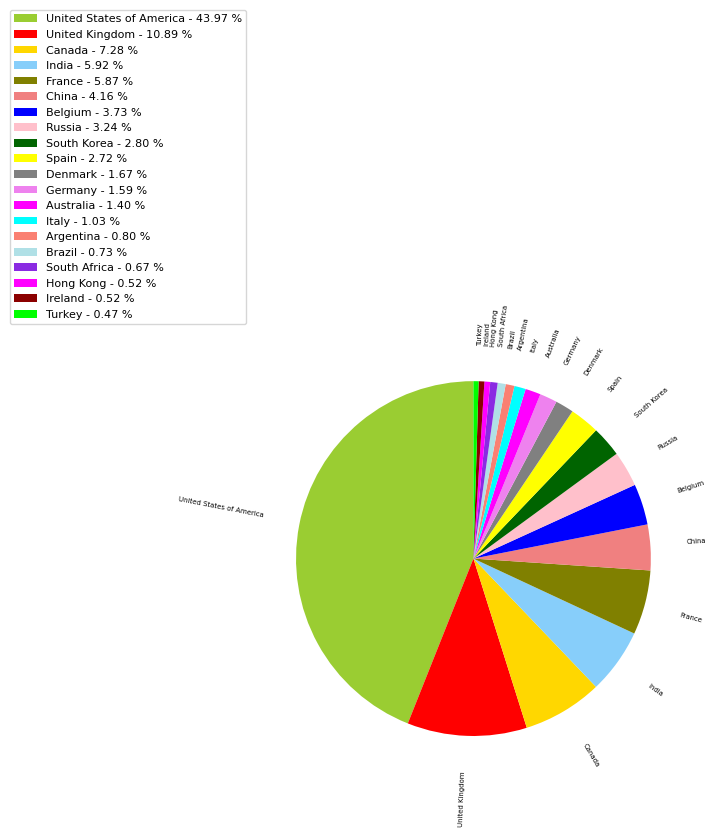 United States of America - 43.97 %
United Kingdom - 10.89 %
Canada - 7.28 %
India - 5.92 %
France - 5.87 %
China - 4.16 %
Belgium - 3.73 %
Russia - 3.24 %
South Korea - 2.80 %
Spain - 2.72 %
Denmark - 1.67 %
Germany - 1.59 %
Australia - 1.40 %
Italy - 1.03 %
Argentina - 0.80 %
Brazil - 0.73 %
South Africa - 0.67 %
Hong Kong - 0.52 %
Ireland - 0.52 %
Turkey - 0.47 %
Turkey
Ireland
Hong Kong
South Africa
Brazil
Argentina
Italy
Australia
Germany
Denmark
Spain
South Korea
Russia
Belgium
China
France
India
Canada
United Kingdom
United States of America